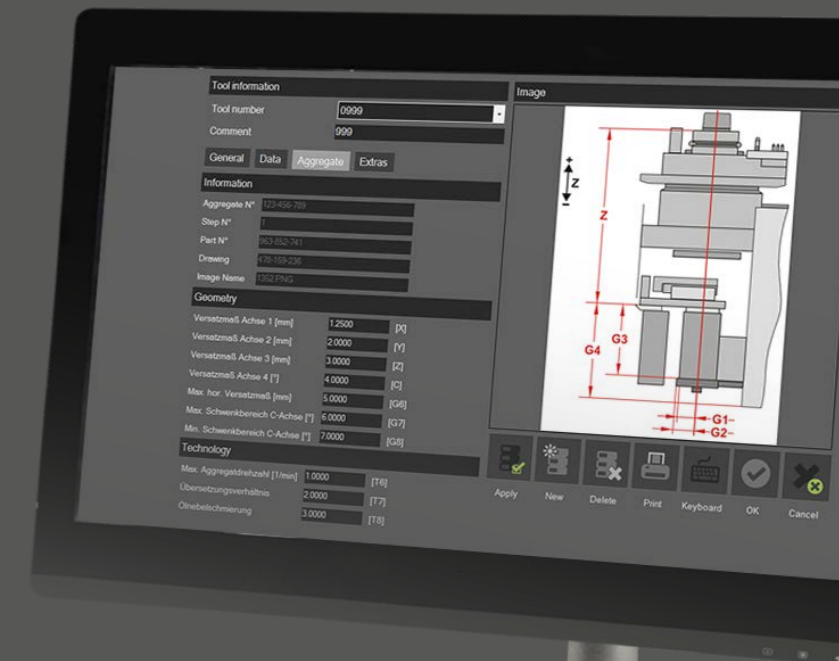 Tool information
Tool number 0999
Comment 999
General Data Aggregate Extras
Information
Aggregate N° 123-456-789
Step N° 1
Part N° 963-852-741
Drawing 478-159-236
Image Name 1352.PNG
Geometry
Versatzmaß Achse 1 [mm] 1.2500 [X]
Versatzmaß Achse 2 [mm] 2.0000 [Y]
Versatzmaß Achse 3 [mm] 3.0000 [Z]
Versatzmaß Achse 4 [°] 4.0000 [C]
Max. hor. Versatzmaß [mm] 5.0000 [G6]
Max. Schwenkbereich C-Achse [°] 6.0000 [G7]
Min. Schwenkbereich C-Achse [°] 7.0000 [G8]
Technology
Max. Aggregatdrehzahl [1/min] 1.0000 [T6]
Übersetzungsverhältnis 2.0000 [T7]
Ölnebelschmierung 3.0000 [T8]
Image
+
Z
-
Z
G3
G4
G1
G2
Apply New Delete Print Keyboard OK Cancel